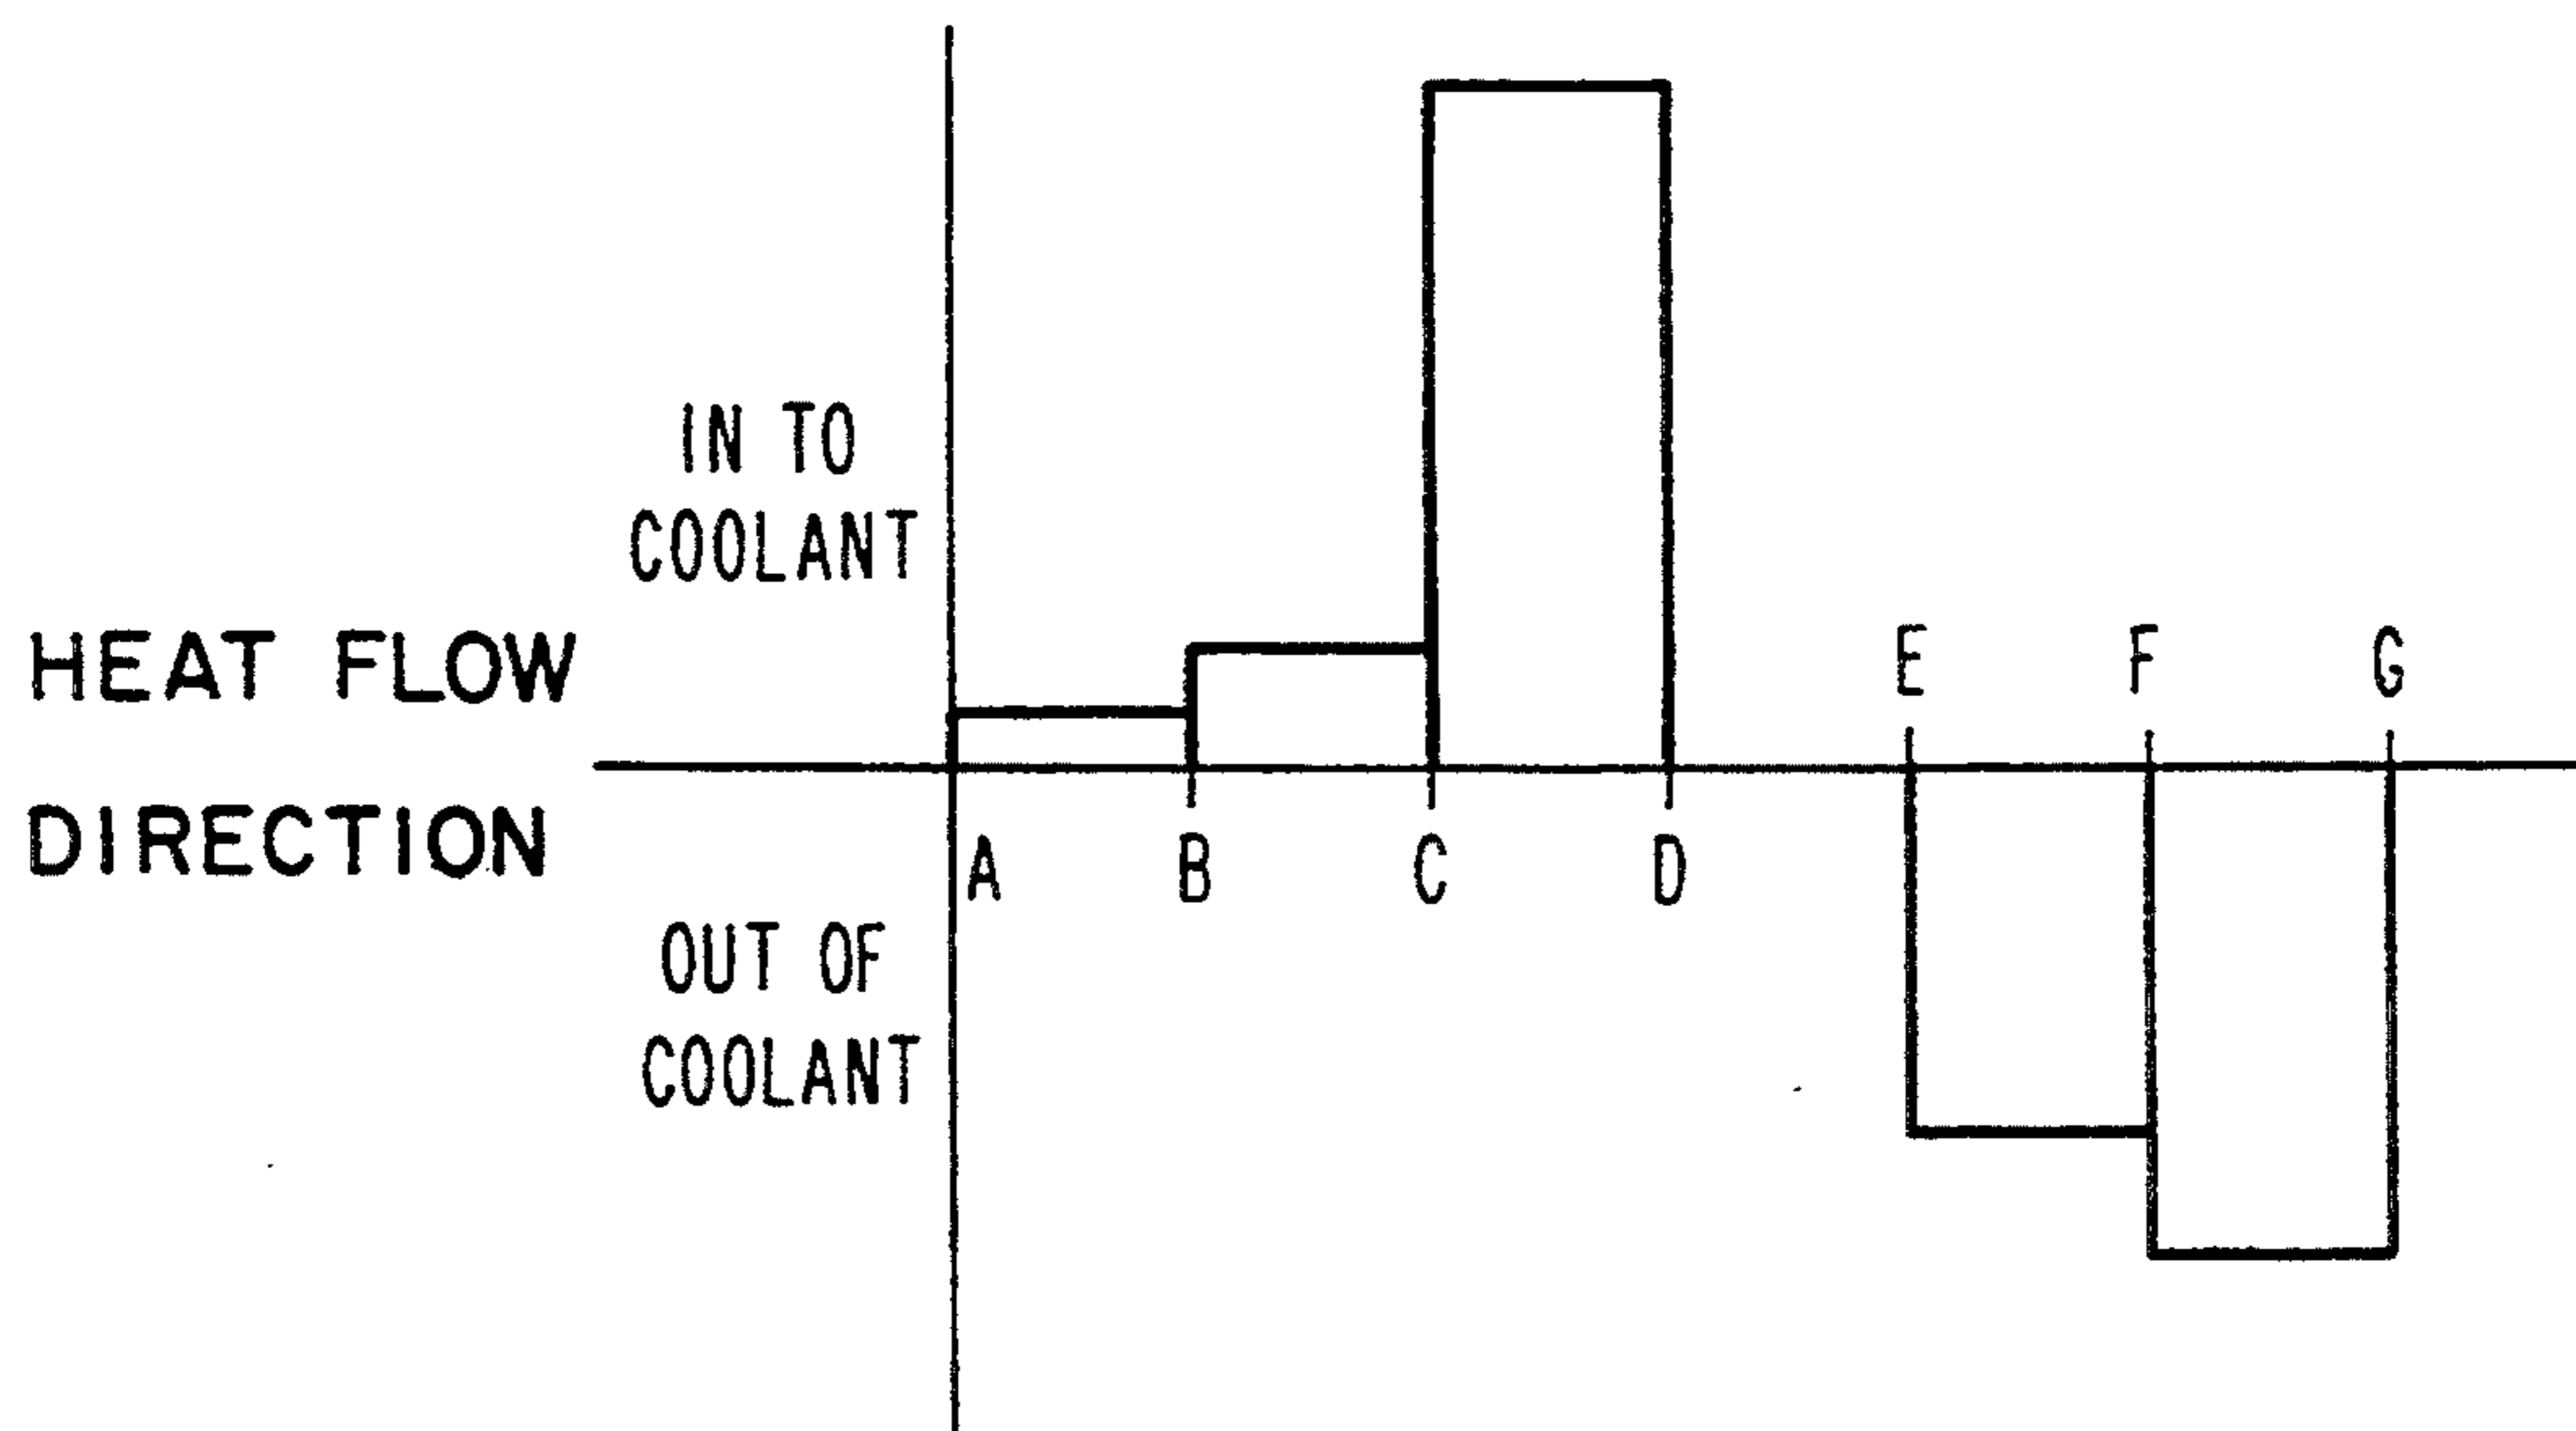 IN TO
COOLANT
HEAT FLOW
DIRECTION
OUT OF
COOLANT
E F G
A B C D